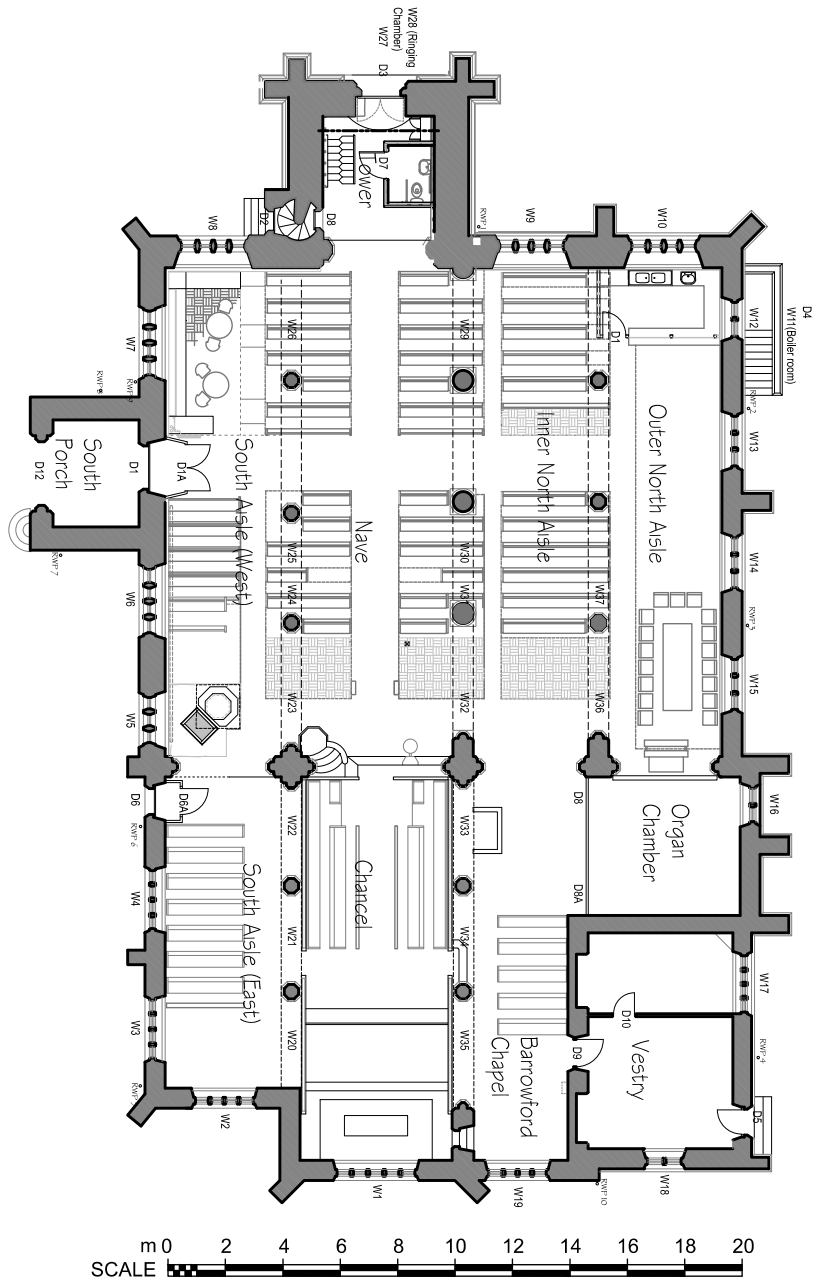 W28 (Ringing
Chamber)
W27
D3
D7
Tower
D2
D8
W8
RWP 1
W9
W10
D4
W11(Boiler room)
W12
W26
W29
D1
W7
RWP 2
South
Porch
D12
D1
D1A
South Aisle (West)
Nave
Inner North Aisle
Outer North Aisle
W13
RWP 7
W6
W25
W24
W30
W31
W37
W14
RWP 3
W5
W23
W32
W36
W15
D6
D6A
RWP 6
W22
W33
D8
Organ
Chamber
W16
W4
Chancel
D8A
W21
W34
South Aisle (East)
W17
W3
W20
W35
Barrowford
Chapel
D9
D10
Vestry
RWP 4
D5
W2
W1
W19
W18
RWP 10
m 0 2 4 6 8 10 12 14 16 18 20
SCALE